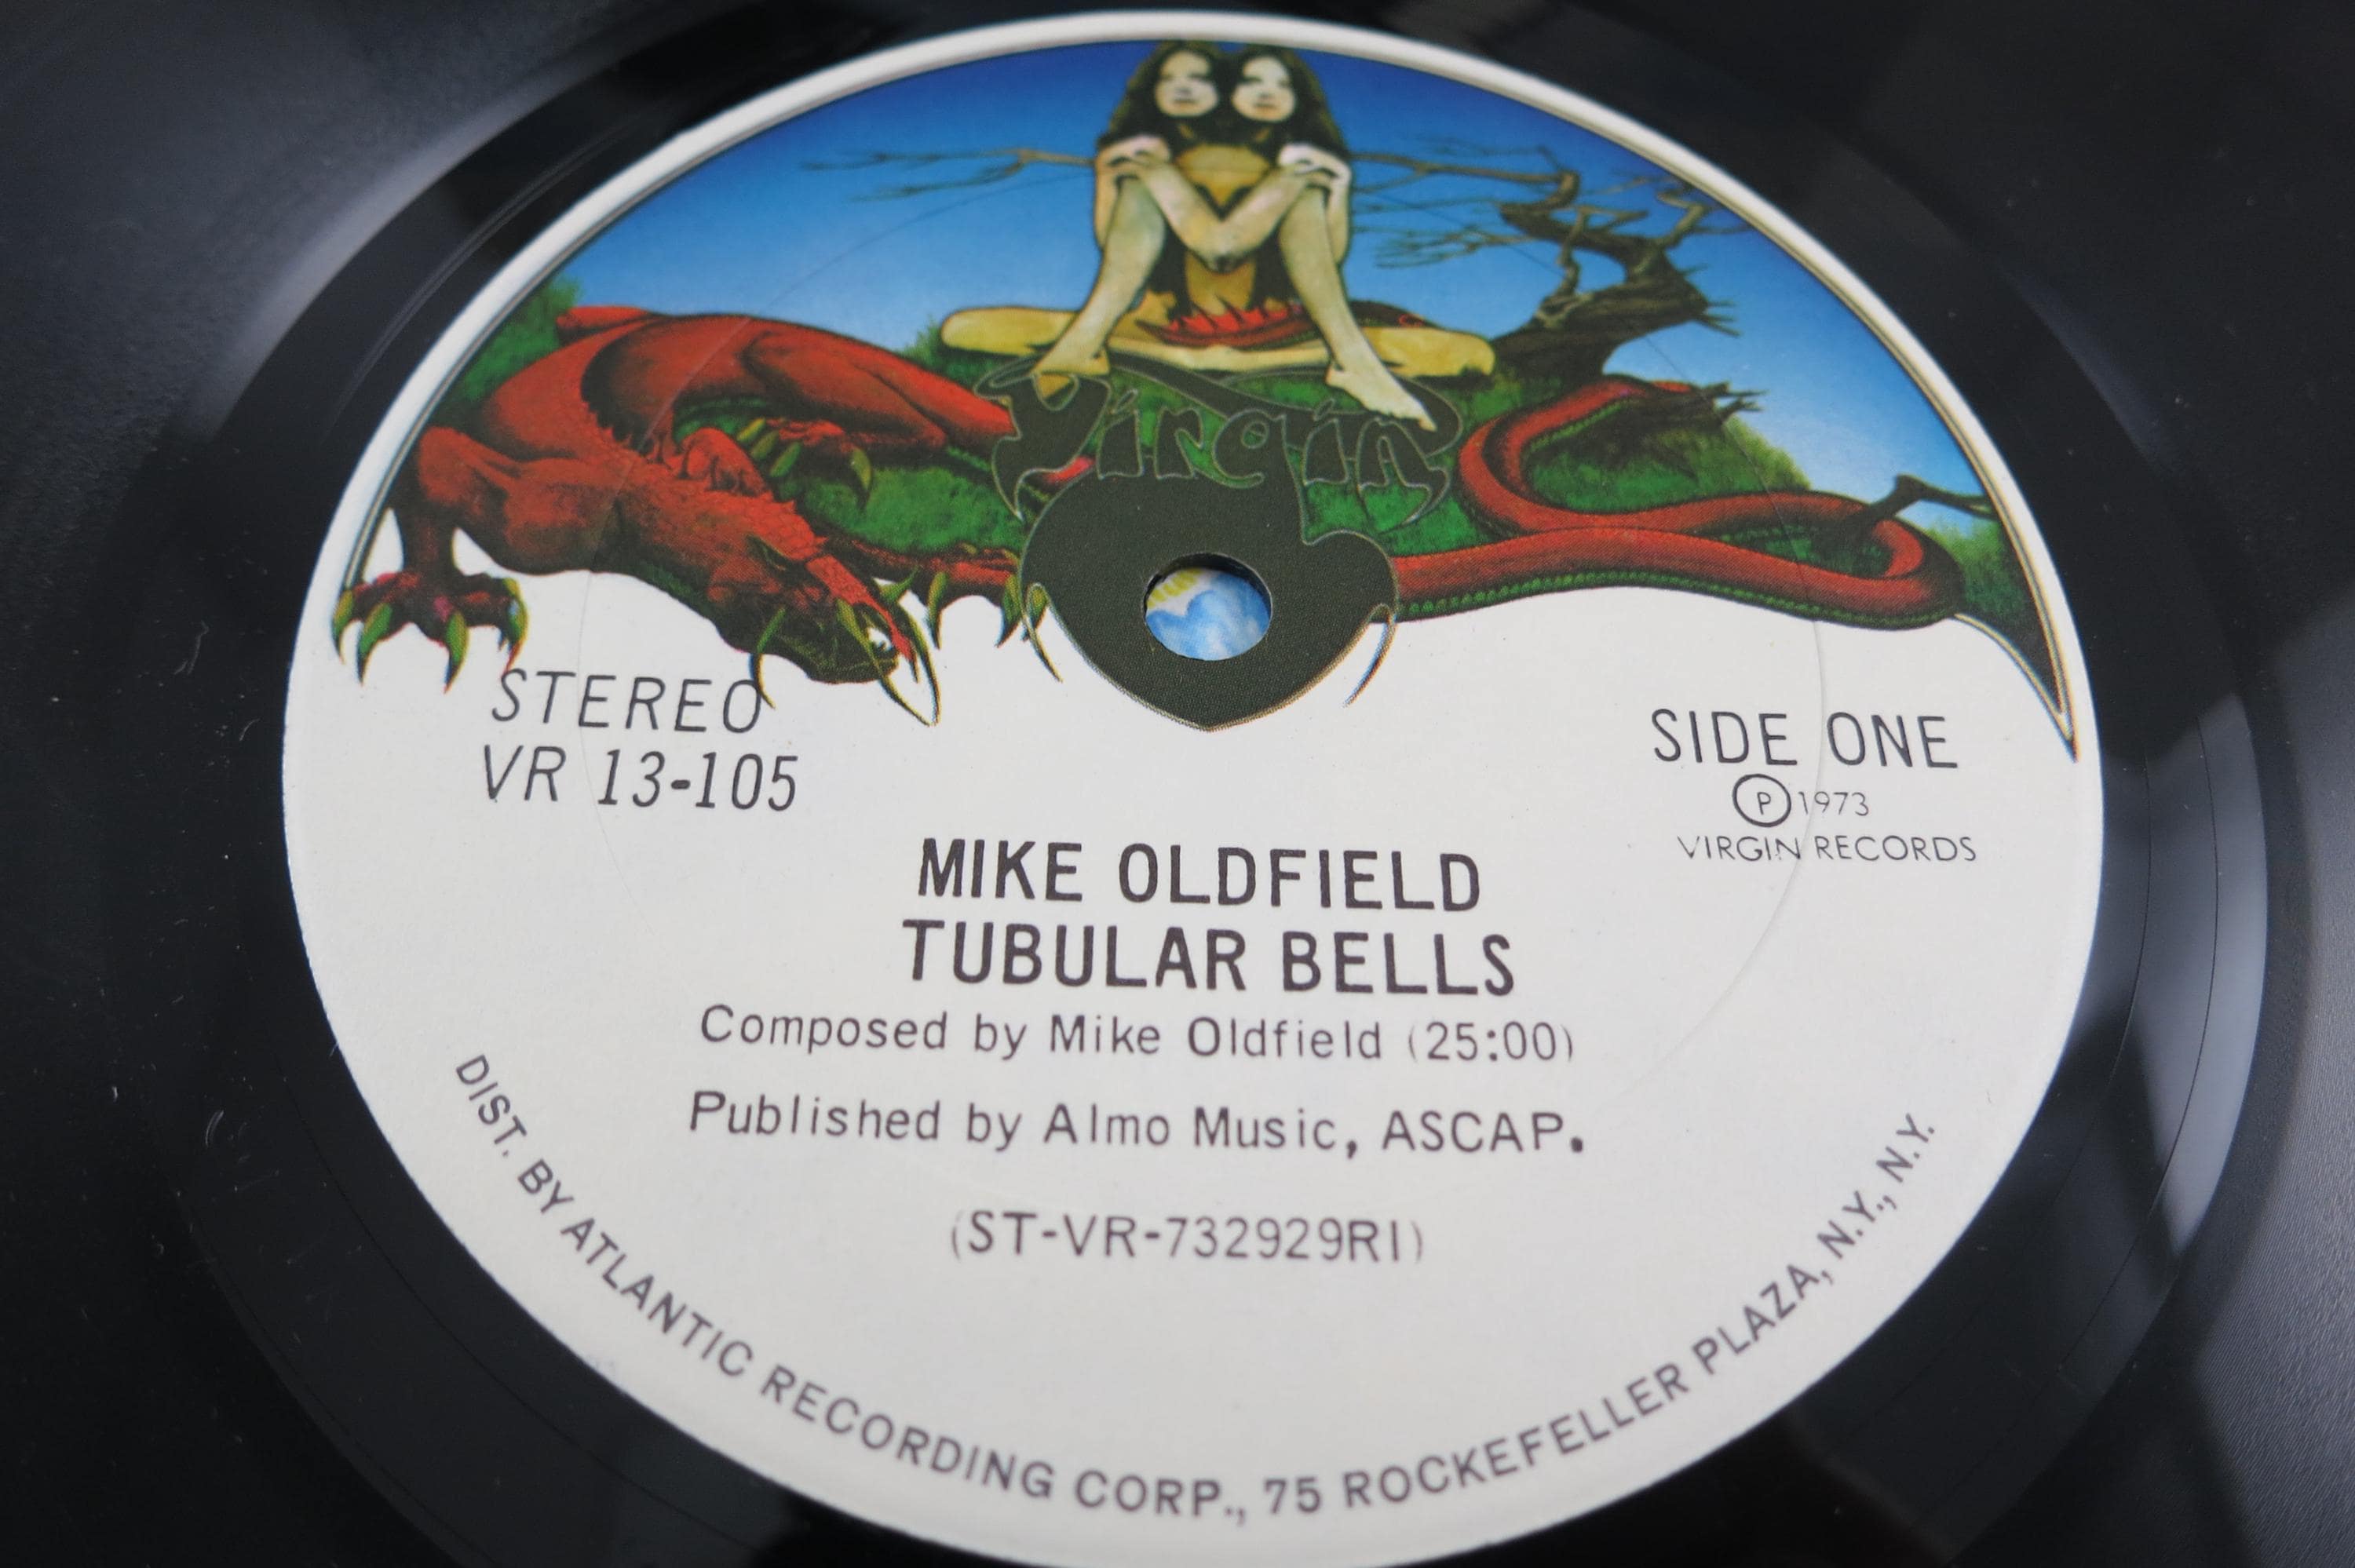 Virgin
STEREO
VR 13-105
SIDE ONE
Ⓟ1973
VIRGIN RECORDS
MIKE OLDFIELD
TUBULAR BELLS
Composed by Mike Oldfield (25:00)
Published by Almo Music, ASCAP.
(ST-VR-732929RI)
DIST. BY ATLANTIC RECORDING CORP., 75 ROCKEFELLER PLAZA, N.Y., N.Y.